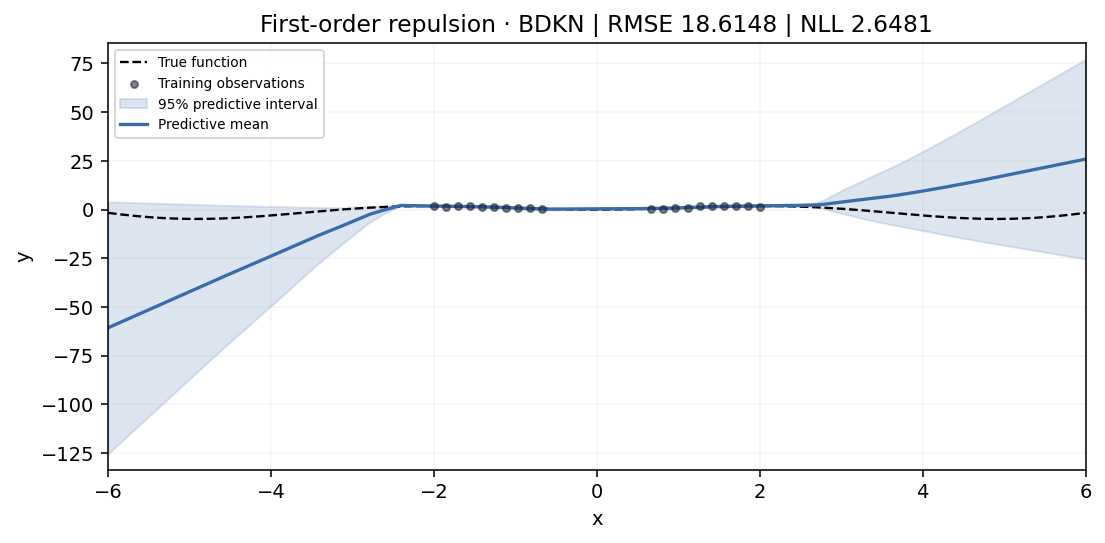 First-order repulsion · BDKN | RMSE 18.6148 | NLL 2.6481
True function
Training observations
95% predictive interval
Predictive mean
y
75
50
25
0
−25
−50
−75
−100
−125
−6
−4
−2
0
2
4
6
x